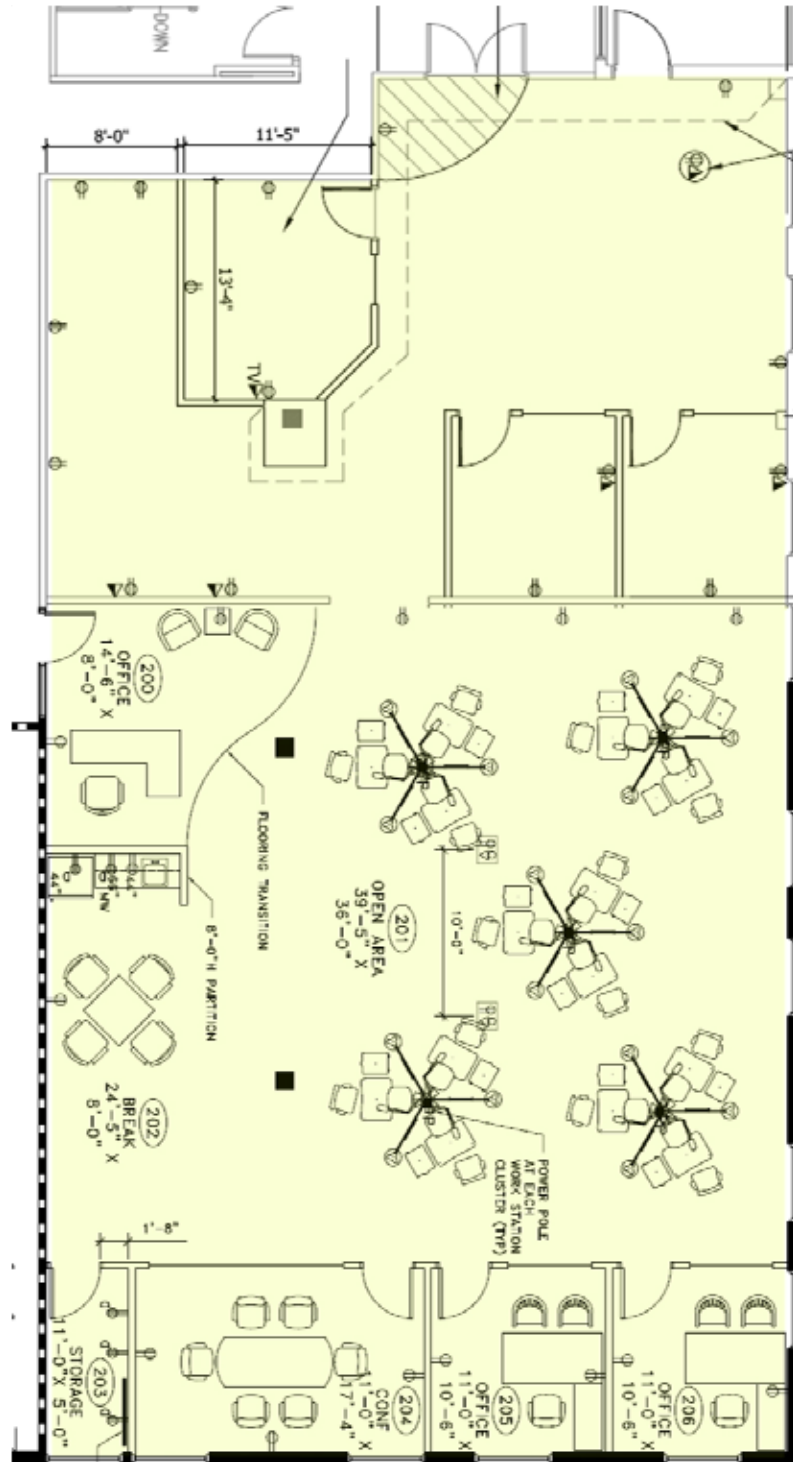 DOWN
8'-0"
11'-5"
13'-4"
TV
200
OFFICE
14'-6" X
8'-0"
FLOORING TRANSITION
8'-0"H PARTITION
44"
MW
44"
201
OPEN AREA
39'-5" X
36'-0"
10'-0"
202
BREAK
24'-5" X
8'-0"
POWER POLE
AT EACH
WORK STATION
CLUSTER (TYP)
1'-8"
203
STORAGE
11'-0" X 5'-0"
204
CONF
11'-0" X
17'-4"
205
OFFICE
11'-0" X
10'-6"
206
OFFICE
11'-0" X
10'-6"